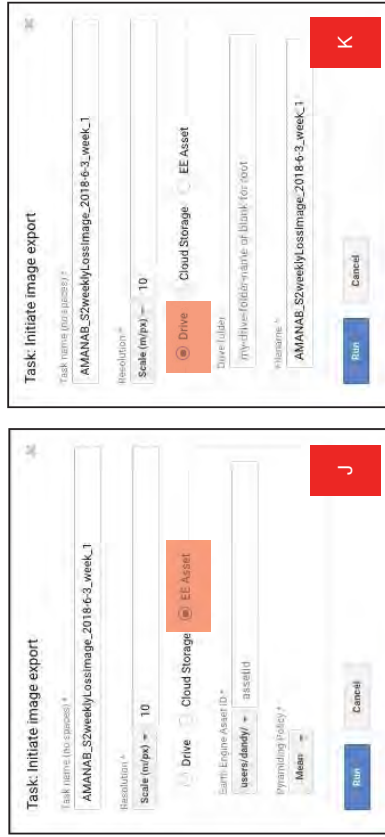 Task: Initiate image export
Task name (no spaces) *
AMANAB_S2weeklyLossImage_2018-6-3_week_1
Resolution *
Scale (m/px) 10
Drive Cloud Storage EE Asset
Earth Engine Asset ID *
users/dandy/ assetId
Pyramiding Policy *
Mean
Run Cancel
J
Task: Initiate image export
Task name (no spaces) *
AMANAB_S2weeklyLossImage_2018-6-3_week_1
Resolution *
Scale (m/px) 10
Drive Cloud Storage EE Asset
Drive folder
my-drive-folder-name or blank for root
Filename *
AMANAB_S2weeklyLossImage_2018-6-3_week_1
Run Cancel
K